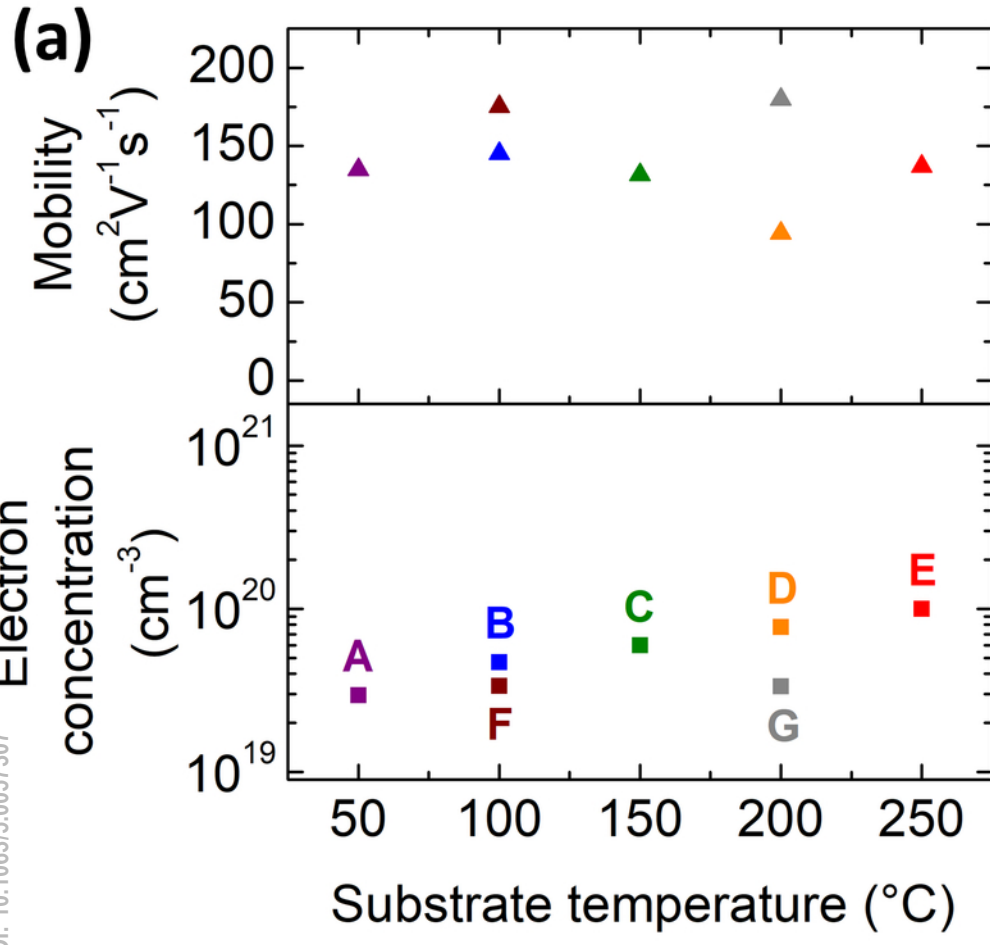 (a)
Mobility
(cm²V⁻¹s⁻¹)
200
150
100
50
0
Electron
concentration
(cm⁻³)
10²¹
10²⁰
10¹⁹
A
B
C
D
E
F
G
50 100 150 200 250
Substrate temperature (°C)